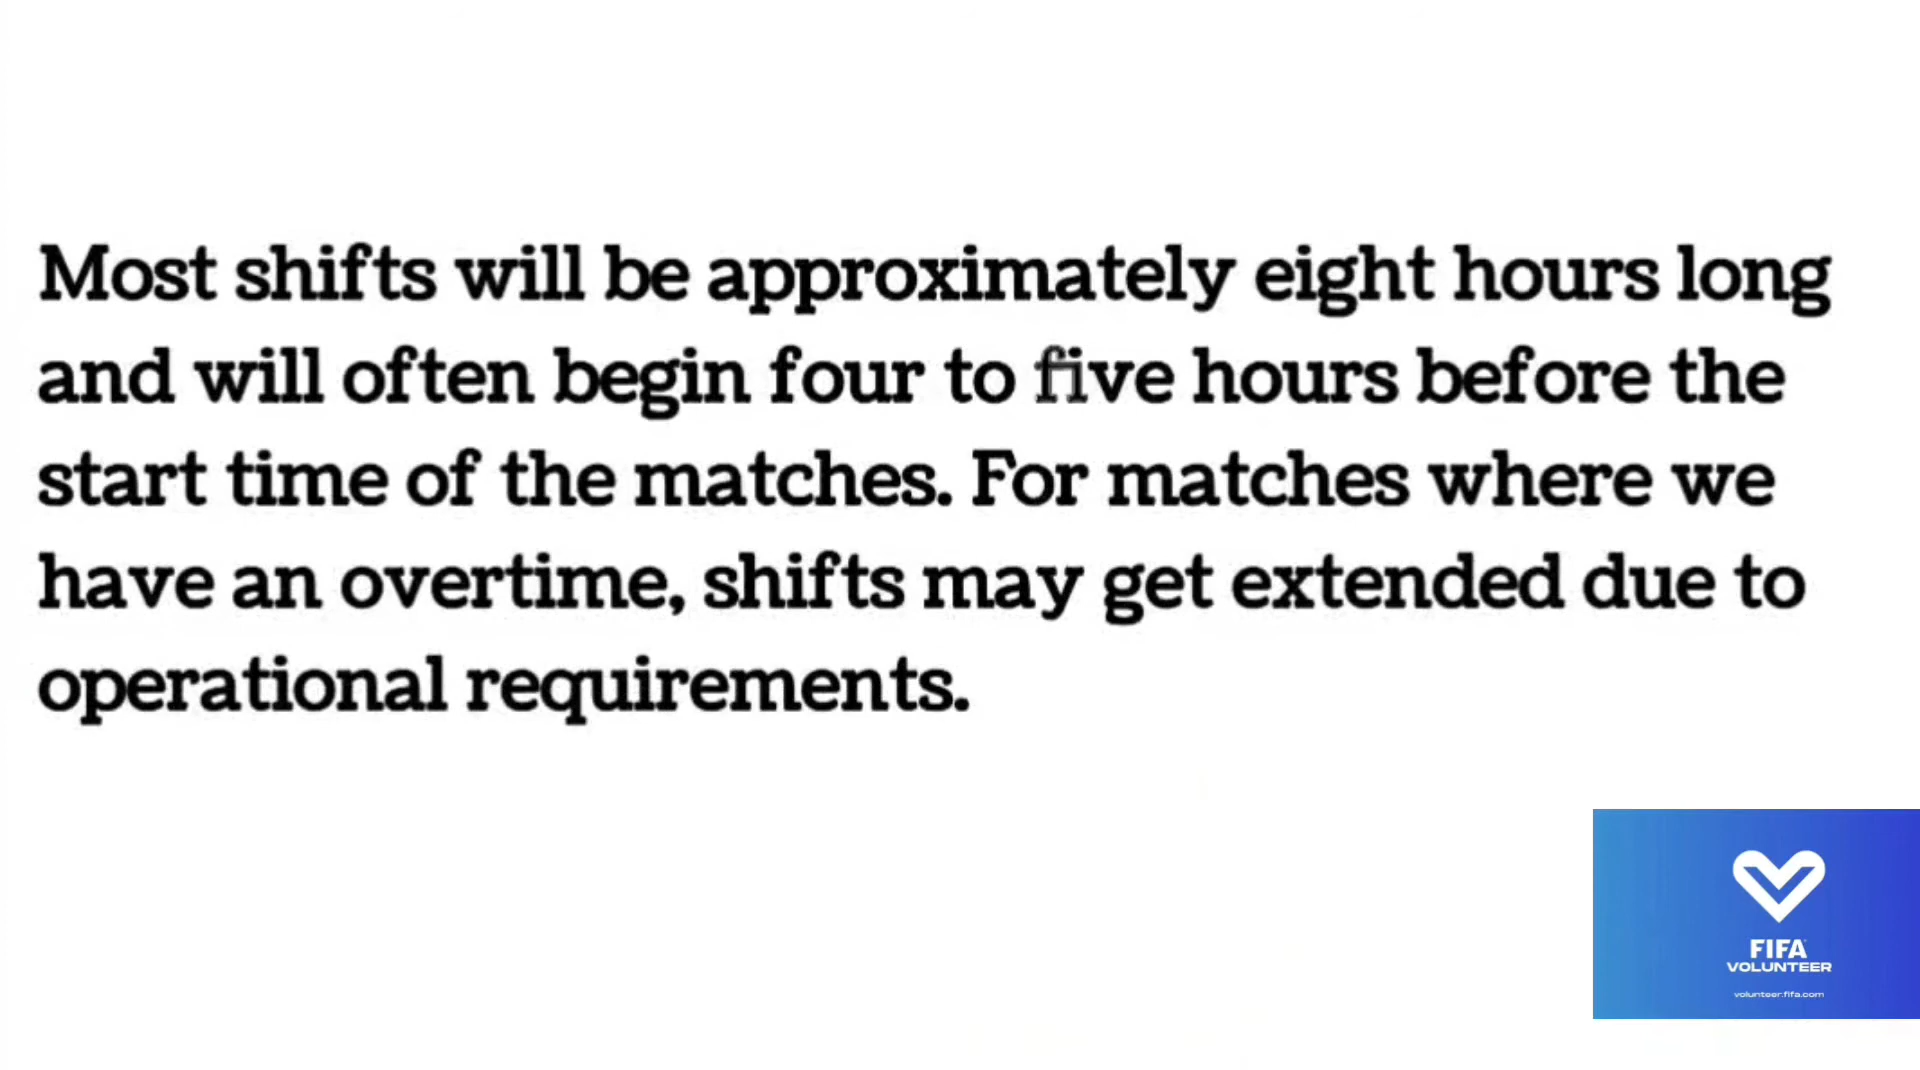 Most shifts will be approximately eight hours long
and will often begin four to five hours before the
start time of the matches. For matches where we
have an overtime, shifts may get extended due to
operational requirements.
FIFA
VOLUNTEER
volunteer.fifa.com